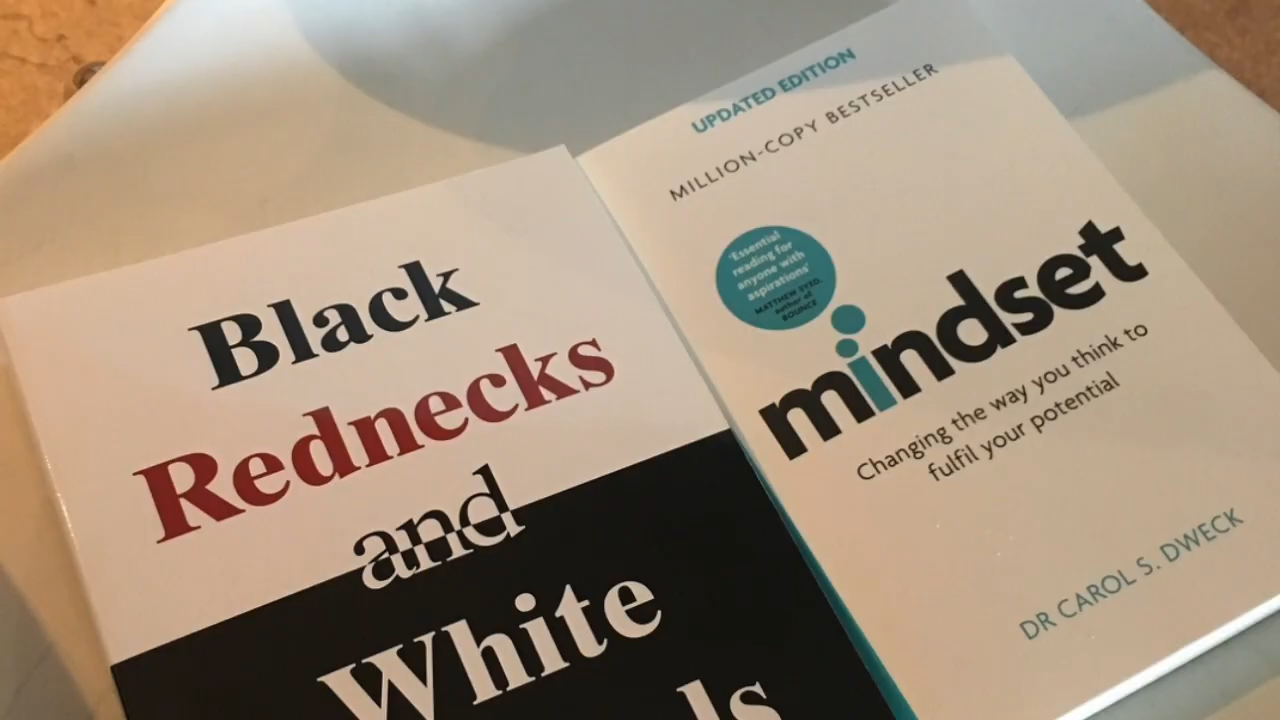 Black
Rednecks
and
White
UPDATED EDITION
MILLION-COPY BESTSELLER
'Essential
reading for
anyone with
aspirations'
MATTHEW SYED,
author of
BOUNCE
mindset
Changing the way you think to
fulfil your potential
DR CAROL S. DWECK